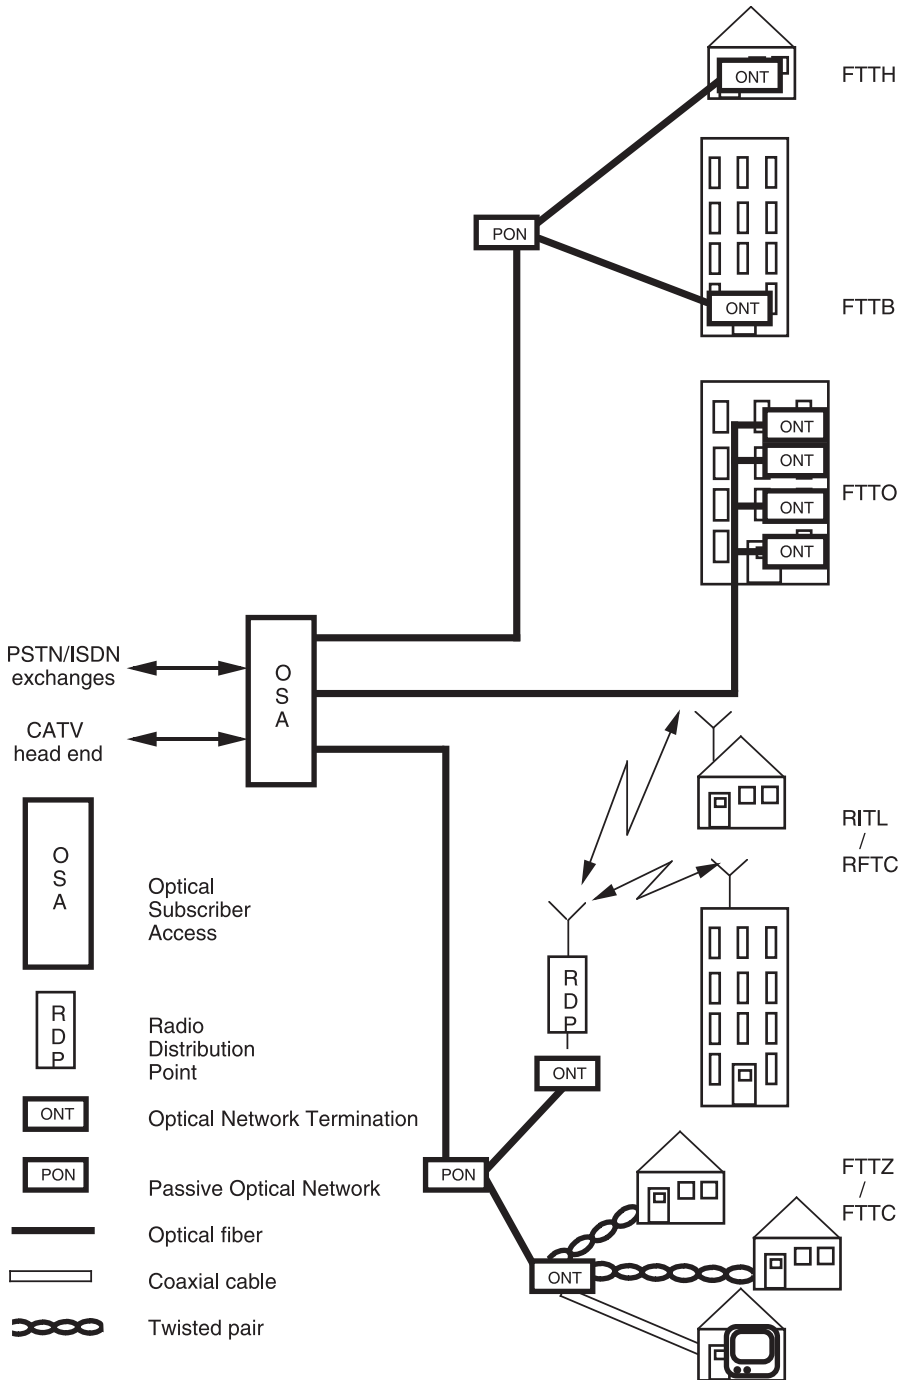 ONT
FTTH
PON
ONT
FTTB
ONT
ONT
FTTO
ONT
ONT
PSTN/ISDN
exchanges
CATV
head end
O
S
A
RITL
/
RFTC
O
S
A
Optical
Subscriber
Access
R
D
P
R
D
P
Radio
Distribution
Point
ONT
ONT
Optical Network Termination
PON
PON
Passive Optical Network
FTTZ
/
FTTC
Optical fiber
ONT
Coaxial cable
Twisted pair